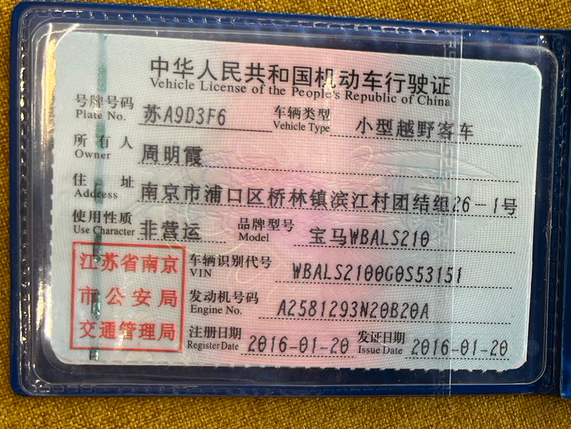 中华人民共和国机动车行驶证
Vehicle License of the People's Republic of China
号牌号码 Plate No. 苏A9D3F6 车辆类型 Vehicle Type 小型越野客车
所有人 Owner 周明霞
住址 Address 南京市浦口区桥林镇滨江村团结组26-1号
使用性质 Use Character 非营运 品牌型号 Model 宝马WBALS210
车辆识别代号 VIN WBALS2100G0S53151
发动机号码 Engine No. A2581293N20B20A
注册日期 Register Date 2016-01-20 发证日期 Issue Date 2016-01-20
江苏省南京
市公安局
交通管理局